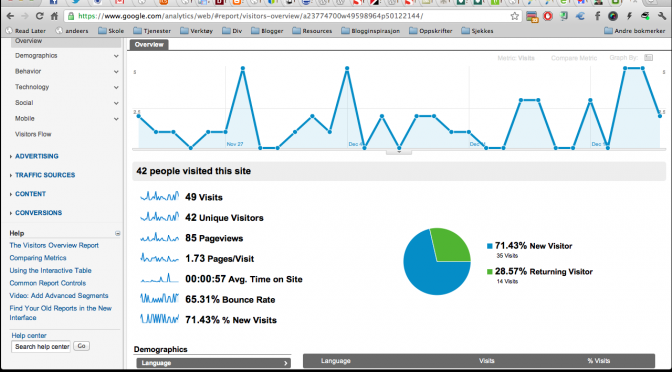 https://www.google.com/analytics/web/#report/visitors-overview/a23774700w49598964p50122144/
Read Later
andeers
Skole
Tjenester
Verktøy
Div
Blogger
Resources
Blogginspirasjon
Oppskrifter
Sjekkes
Andre bokmerker
Overview
Demographics
Behavior
Technology
Social
Mobile
Visitors Flow
ADVERTISING
TRAFFIC SOURCES
CONTENT
CONVERSIONS
Help
The Visitors Overview Report
Comparing Metrics
Using the Interactive Table
Common Report Controls
Video: Add Advanced Segments
Find Your Old Reports in the New
Interface
Help center
Search help center
Go
Overview
Metric: Visits
Compare Metric
Graph By:
5
5
2.5
2.5
Nov 27
Dec 4
42 people visited this site
49 Visits
42 Unique Visitors
85 Pageviews
1.73 Pages/Visit
00:00:57 Avg. Time on Site
65.31% Bounce Rate
71.43% % New Visits
71.43% New Visitor
35 Visits
28.57% Returning Visitor
14 Visits
Demographics
Language
Language
Visits
% Visits